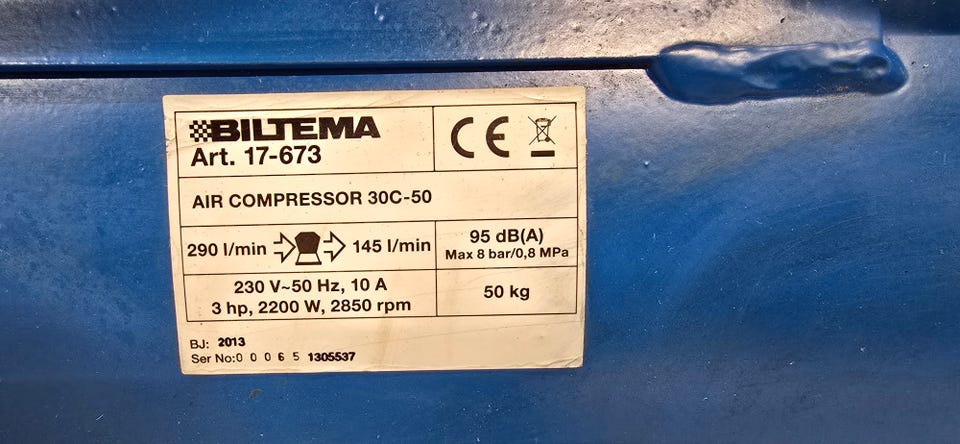 BILTEMA
Art. 17-673
CE
AIR COMPRESSOR 30C-50
290 l/min 145 l/min
95 dB(A)
Max 8 bar/0,8 MPa
230 V~50 Hz, 10 A
3 hp, 2200 W, 2850 rpm
50 kg
BJ: 2013
Ser No:0 0 0 6 5 1305537